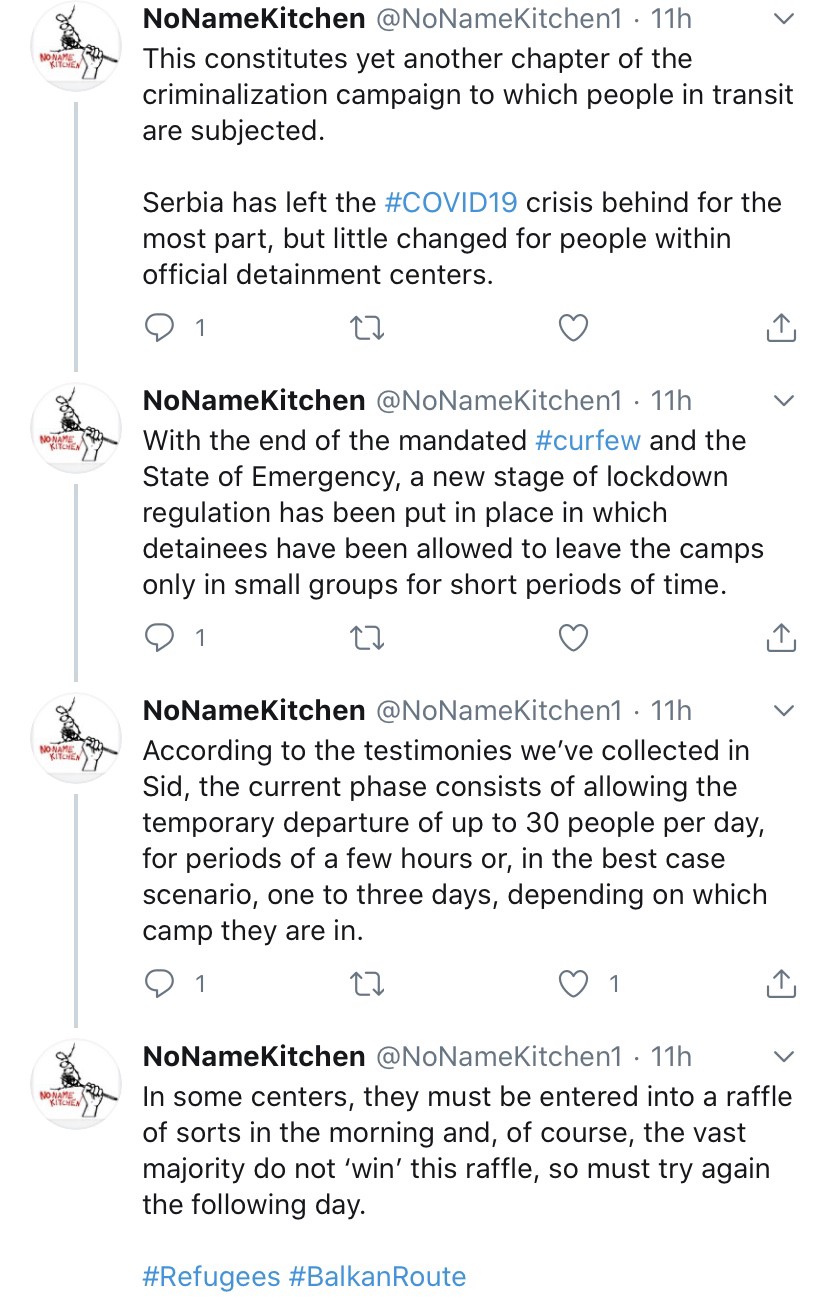 NoNameKitchen @NoNameKitchen1 · 11h
NO NAME
KITCHEN
This constitutes yet another chapter of the
criminalization campaign to which people in transit
are subjected.
Serbia has left the #COVID19 crisis behind for the
most part, but little changed for people within
official detainment centers.
1
NoNameKitchen @NoNameKitchen1 · 11h
NO NAME
KITCHEN
With the end of the mandated #curfew and the
State of Emergency, a new stage of lockdown
regulation has been put in place in which
detainees have been allowed to leave the camps
only in small groups for short periods of time.
1
NoNameKitchen @NoNameKitchen1 · 11h
NO NAME
KITCHEN
According to the testimonies we’ve collected in
Sid, the current phase consists of allowing the
temporary departure of up to 30 people per day,
for periods of a few hours or, in the best case
scenario, one to three days, depending on which
camp they are in.
1 1
NoNameKitchen @NoNameKitchen1 · 11h
NO NAME
KITCHEN
In some centers, they must be entered into a raffle
of sorts in the morning and, of course, the vast
majority do not ‘win’ this raffle, so must try again
the following day.
#Refugees #BalkanRoute